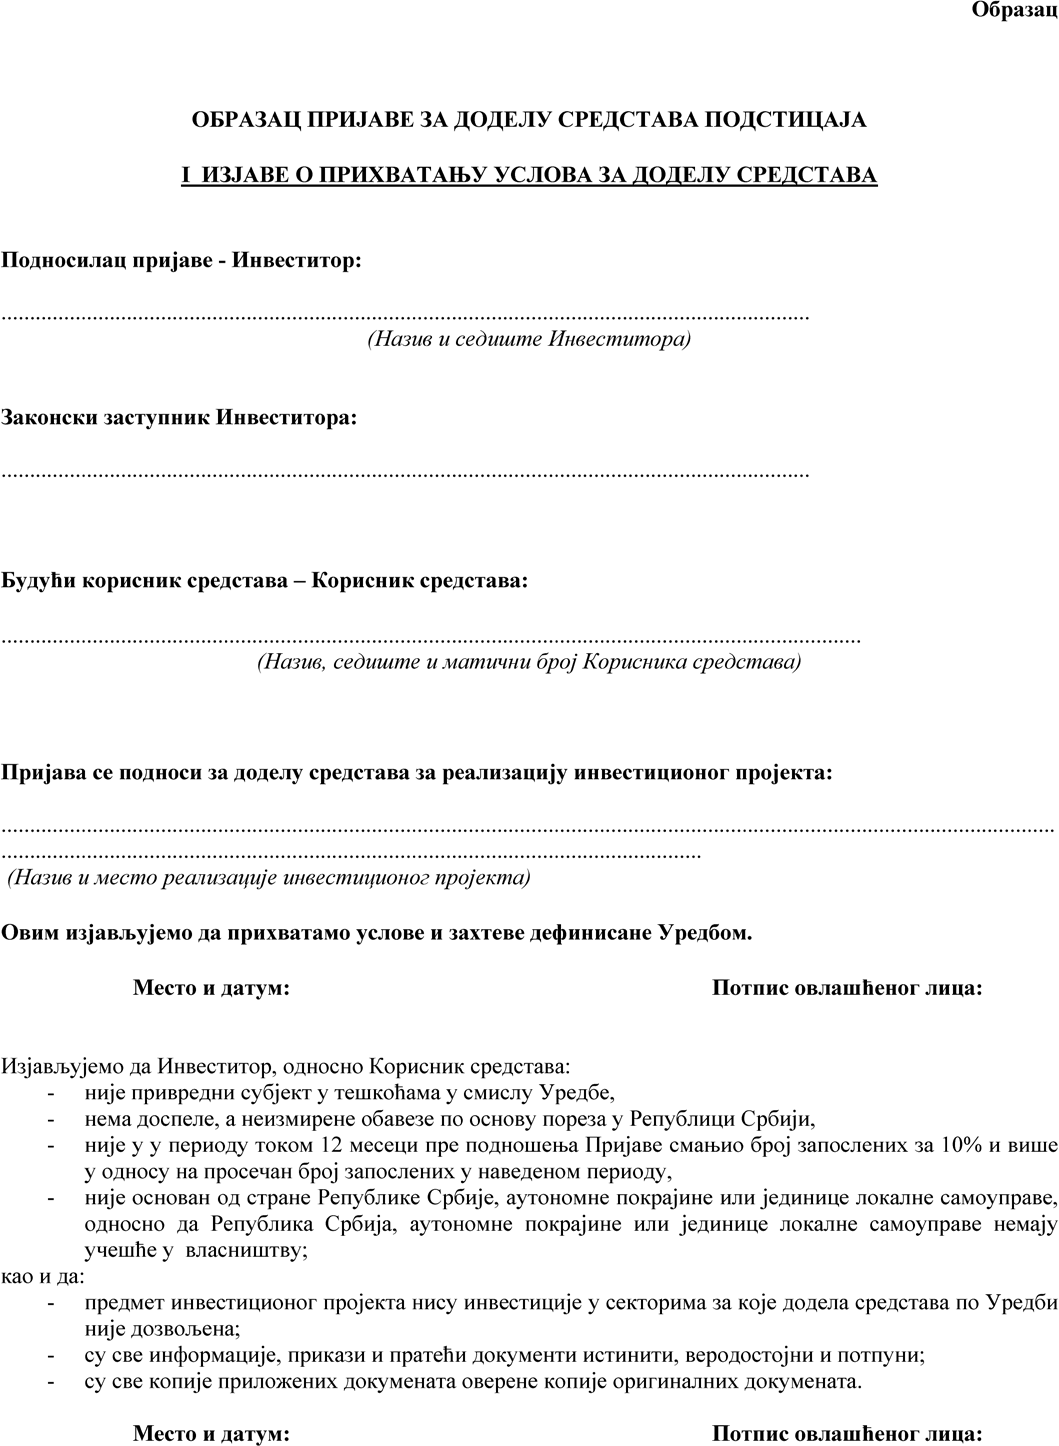 Образац
ОБРАЗАЦ ПРИЈАВЕ ЗА ДОДЕЛУ СРЕДСТАВА ПОДСТИЦАЈА
I ИЗЈАВЕ О ПРИХВАТАЊУ УСЛОВА ЗА ДОДЕЛУ СРЕДСТАВА
Подносилац пријаве - Инвеститор:
..............................................................................................................................................
(Назив и седиште Инвеститора)
Законски заступник Инвеститора:
..............................................................................................................................................
Будући корисник средстава – Корисник средстава:
.......................................................................................................................................................
(Назив, седиште и матични број Корисника средстава)
Пријава се подноси за доделу средстава за реализацију инвестиционог пројекта:
.........................................................................................................................................................................................
...........................................................................................................................
(Назив и место реализације инвестиционог пројекта)
Овим изјављујемо да прихватамо услове и захтеве дефинисане Уредбом.
Место и датум: Потпис овлашћеног лица:
Изјављујемо да Инвеститор, односно Корисник средстава:
- није привредни субјект у тешкоћама у смислу Уредбе,
- нема доспеле, а неизмирене обавезе по основу пореза у Републици Србији,
- није у у периоду током 12 месеци пре подношења Пријаве смањио број запослених за 10% и више
у односу на просечан број запослених у наведеном периоду,
- није основан од стране Републике Србије, аутономне покрајине или јединице локалне самоуправе,
односно да Република Србија, аутономне покрајине или јединице локалне самоуправе немају
учешће у власништву;
као и да:
- предмет инвестиционог пројекта нису инвестиције у секторима за које додела средстава по Уредби
није дозвољена;
- су све информације, прикази и пратећи документи истинити, веродостојни и потпуни;
- су све копије приложених докумената оверене копије оригиналних докумената.
Место и датум: Потпис овлашћеног лица: